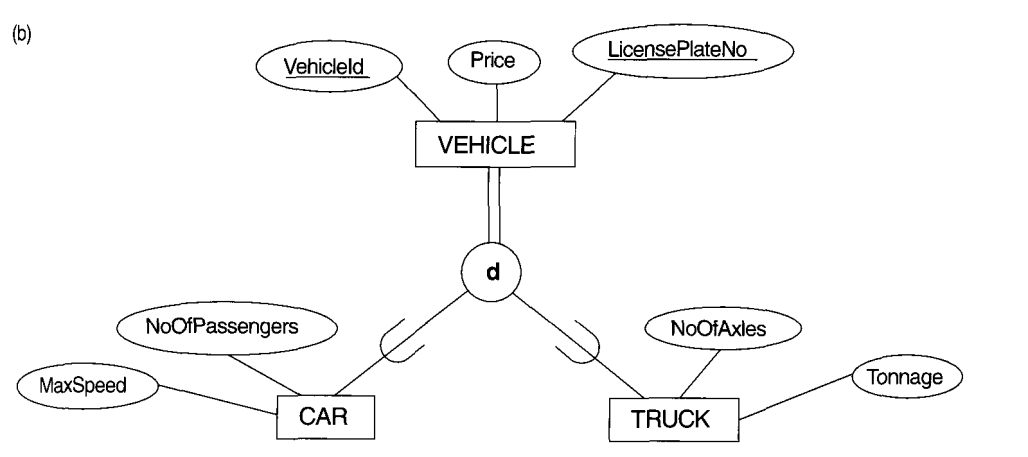 (b)
VehicleId
Price
LicensePlateNo
VEHICLE
d
NoOfPassengers
NoOfAxles
MaxSpeed
Tonnage
CAR
TRUCK